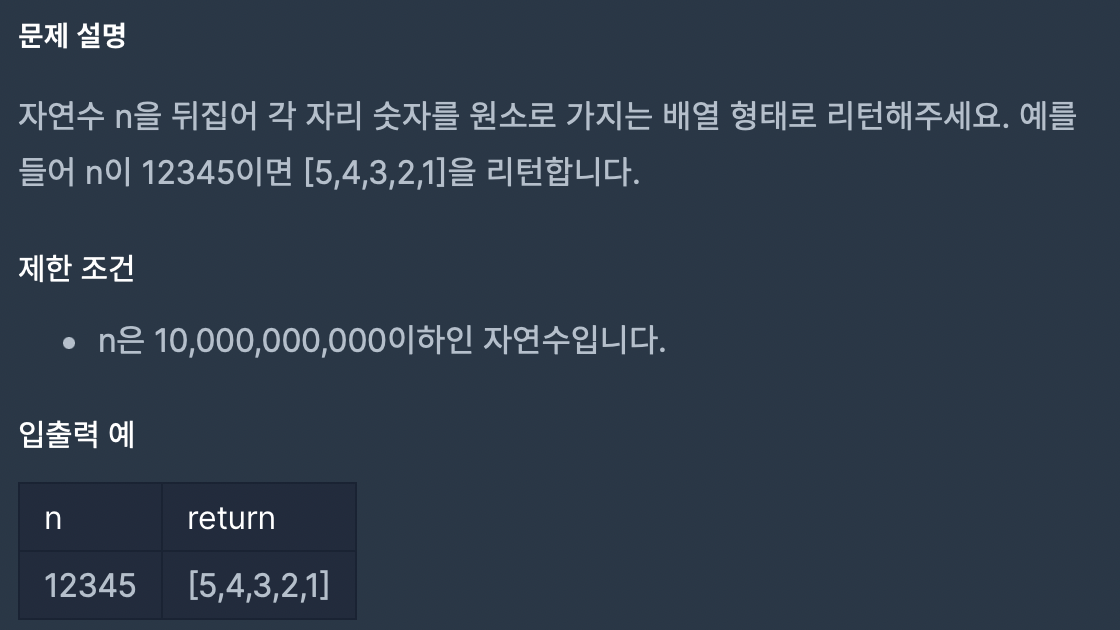 문제 설명
자연수 n을 뒤집어 각 자리 숫자를 원소로 가지는 배열 형태로 리턴해주세요. 예를
들어 n이 12345이면 [5,4,3,2,1]을 리턴합니다.
제한 조건
• n은 10,000,000,000이하인 자연수입니다.
입출력 예
n return
12345 [5,4,3,2,1]